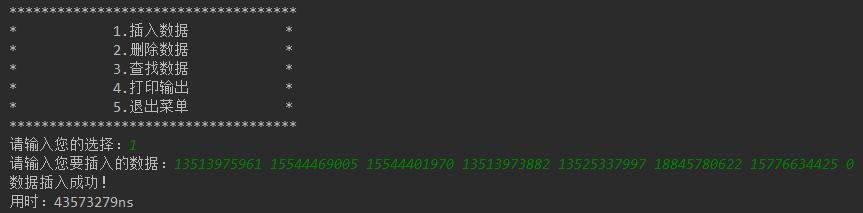 ************************************
*            1.插入数据            *
*            2.删除数据            *
*            3.查找数据            *
*            4.打印输出            *
*            5.退出菜单            *
************************************
请输入您的选择：1
请输入您要插入的数据：13513975961 15544469005 15544401970 13513973882 13525337997 18845780622 15776634425 0
数据插入成功！
用时：43573279ns